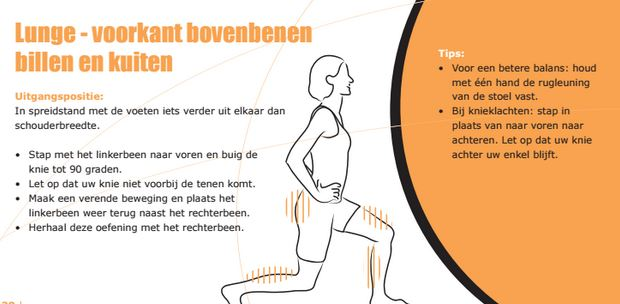 Lunge - voorkant bovenbenen
billen en kuiten
Uitgangspositie:
In spreidstand met de voeten iets verder uit elkaar dan
schouderbreedte.
• Stap met het linkerbeen naar voren en buig de
knie tot 90 graden.
• Let op dat uw knie niet voorbij de tenen komt.
• Maak een verende beweging en plaats het
linkerbeen weer terug naast het rechterbeen.
• Herhaal deze oefening met het rechterbeen.
Tips:
• Voor een betere balans: houd
met één hand de rugleuning
van de stoel vast.
• Bij knieklachten: stap in
plaats van naar voren naar
achteren. Let op dat uw knie
achter uw enkel blijft.